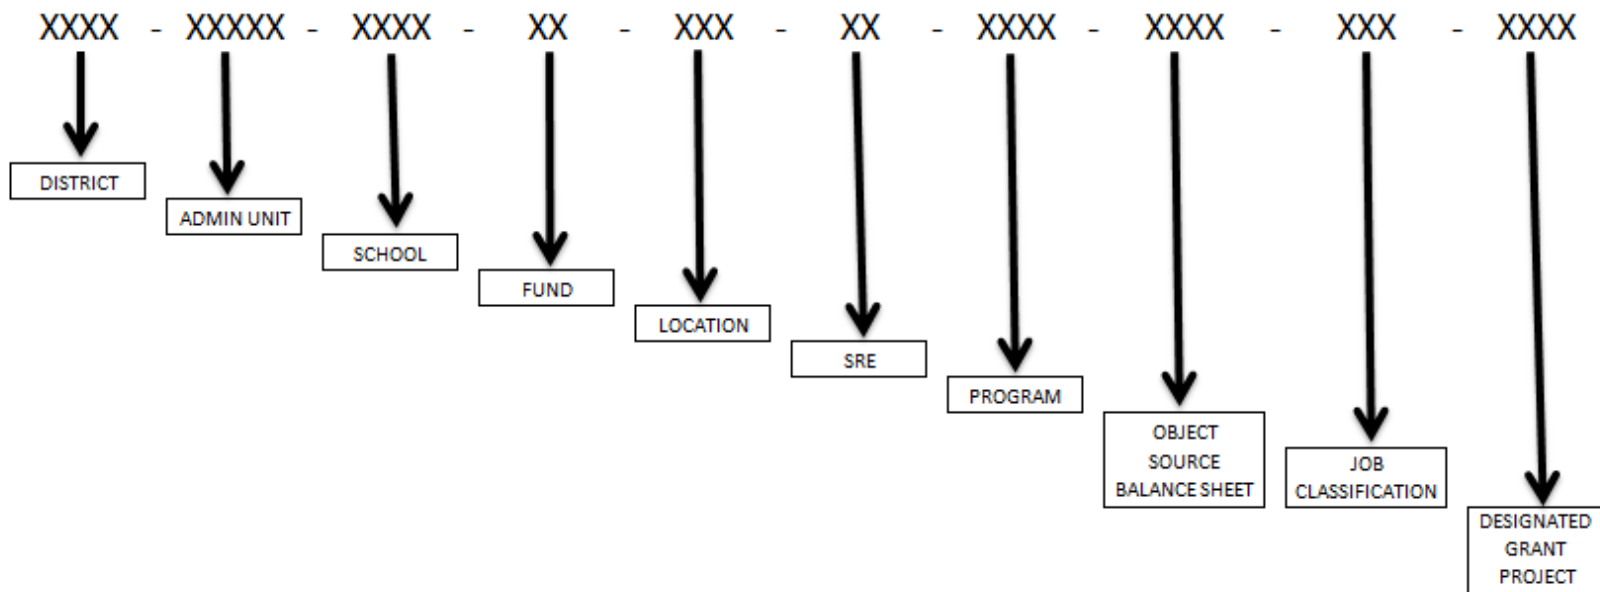 XXXX - XXXXX - XXXX - XX - XXX - XX - XXXX - XXXX - XXX - XXXX
DISTRICT
ADMIN UNIT
SCHOOL
FUND
LOCATION
SRE
PROGRAM
OBJECT
SOURCE
BALANCE SHEET
JOB
CLASSIFICATION
DESIGNATED
GRANT
PROJECT